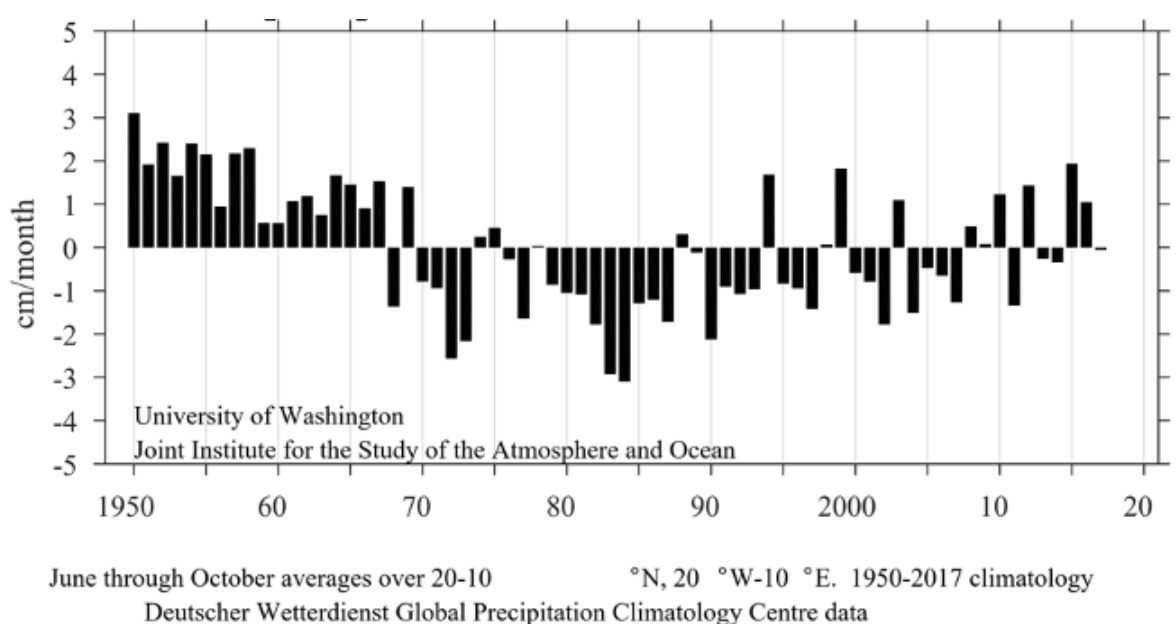 5
4
3
2
1
0
-1
-2
-3
-4
-5
cm/month
University of Washington
Joint Institute for the Study of the Atmosphere and Ocean
1950 60 70 80 90 2000 10 20
June through October averages over 20-10 °N, 20 °W-10 °E. 1950-2017 climatology
Deutscher Wetterdienst Global Precipitation Climatology Centre data